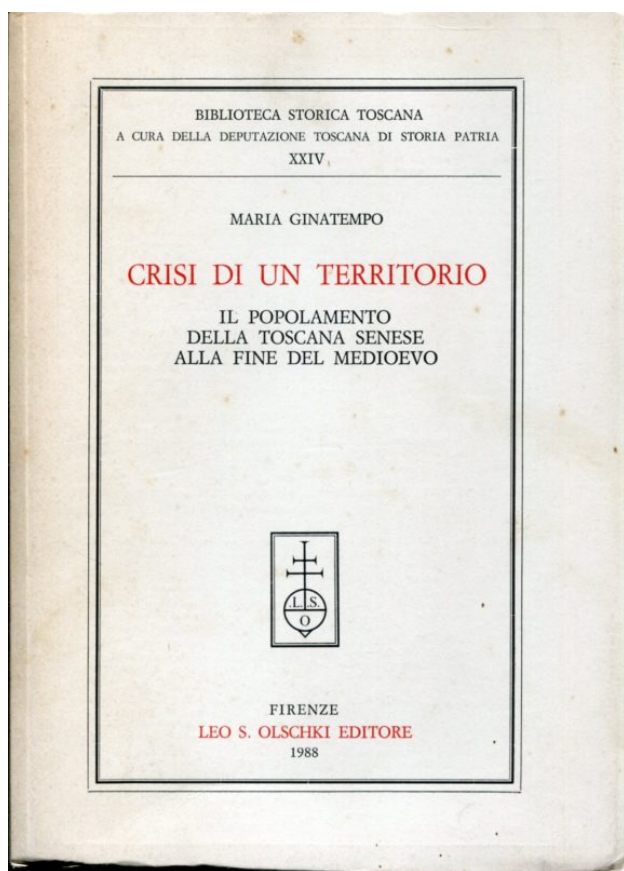 BIBLIOTECA STORICA TOSCANA
A CURA DELLA DEPUTAZIONE TOSCANA DI STORIA PATRIA
XXIV
MARIA GINATEMPO
CRISI DI UN TERRITORIO
IL POPOLAMENTO
DELLA TOSCANA SENESE
ALLA FINE DEL MEDIOEVO
.L. S.
O
FIRENZE
LEO S. OLSCHKI EDITORE
1988